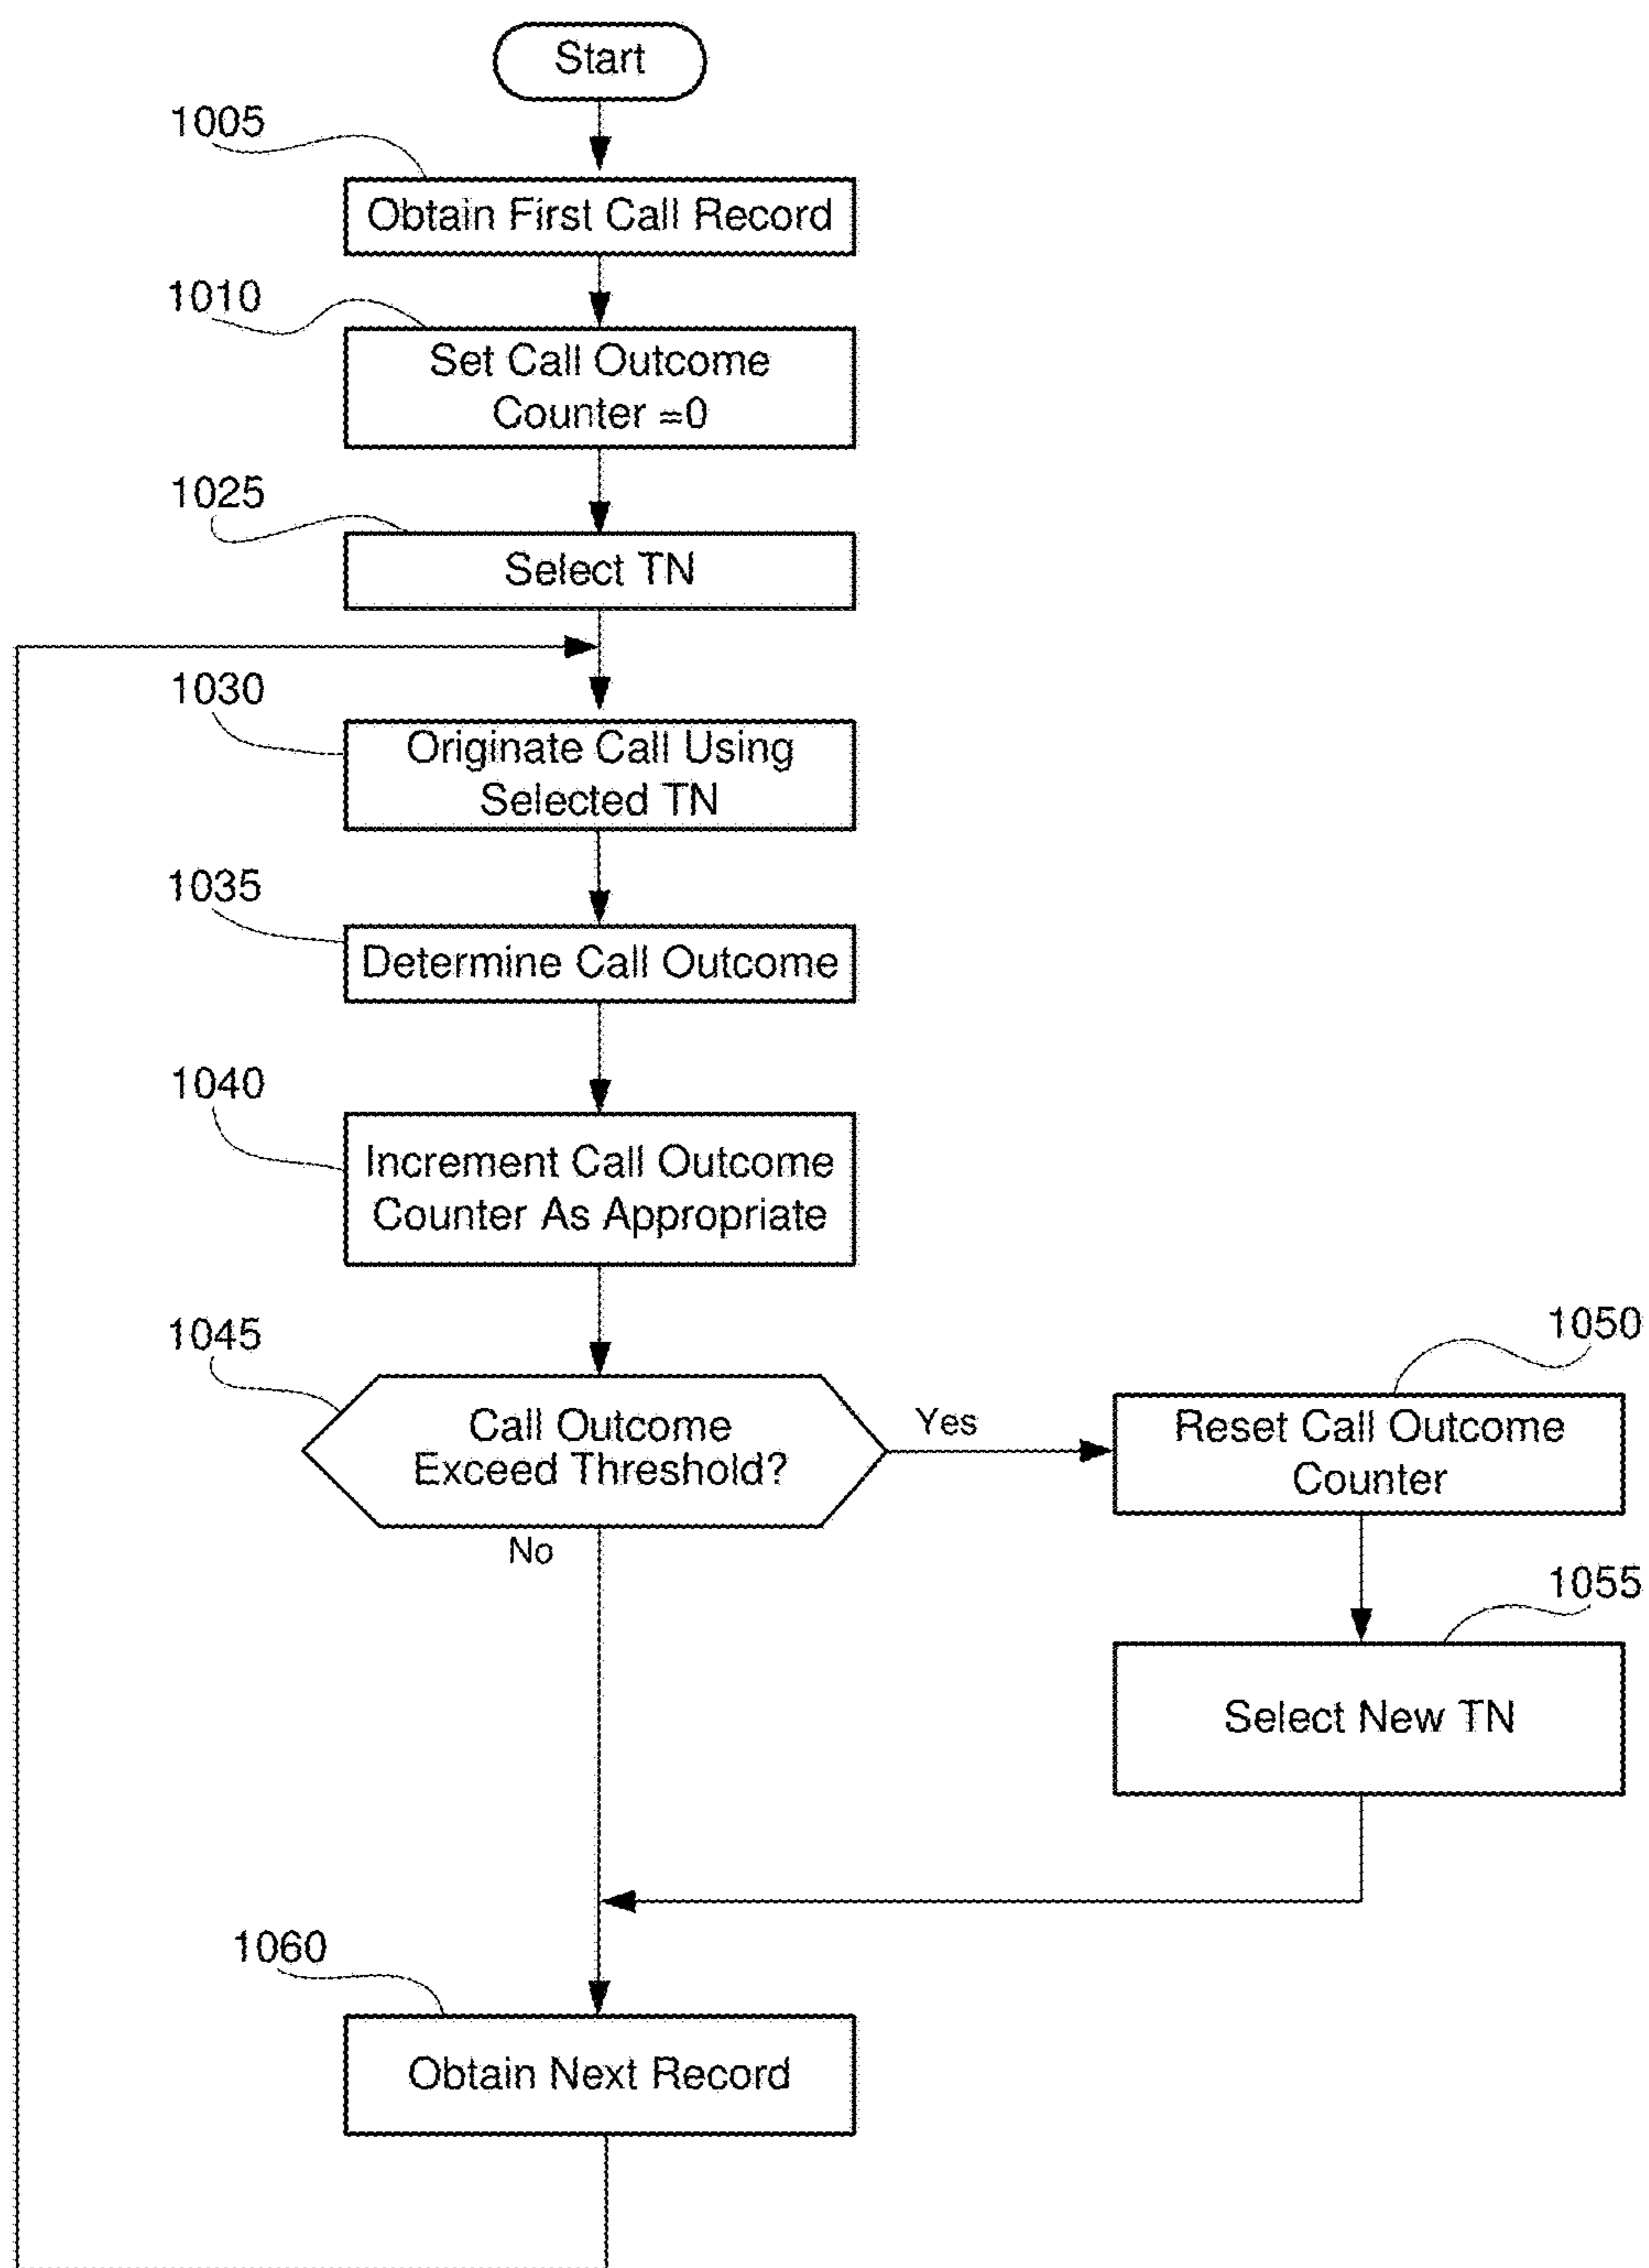 Start
1005
Obtain First Call Record
1010
Set Call Outcome
Counter =0
1025
Select TN
1030
Originate Call Using
Selected TN
1035
Determine Call Outcome
1040
Increment Call Outcome
Counter As Appropriate
1045
Call Outcome
Exceed Threshold?
Yes
No
1050
Reset Call Outcome
Counter
1055
Select New TN
1060
Obtain Next Record